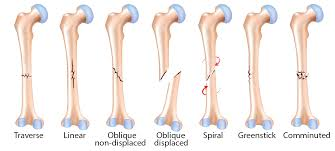 Traverse
Linear
Oblique
non-displaced
Oblique
displaced
Spiral
Greenstick
Comminuted